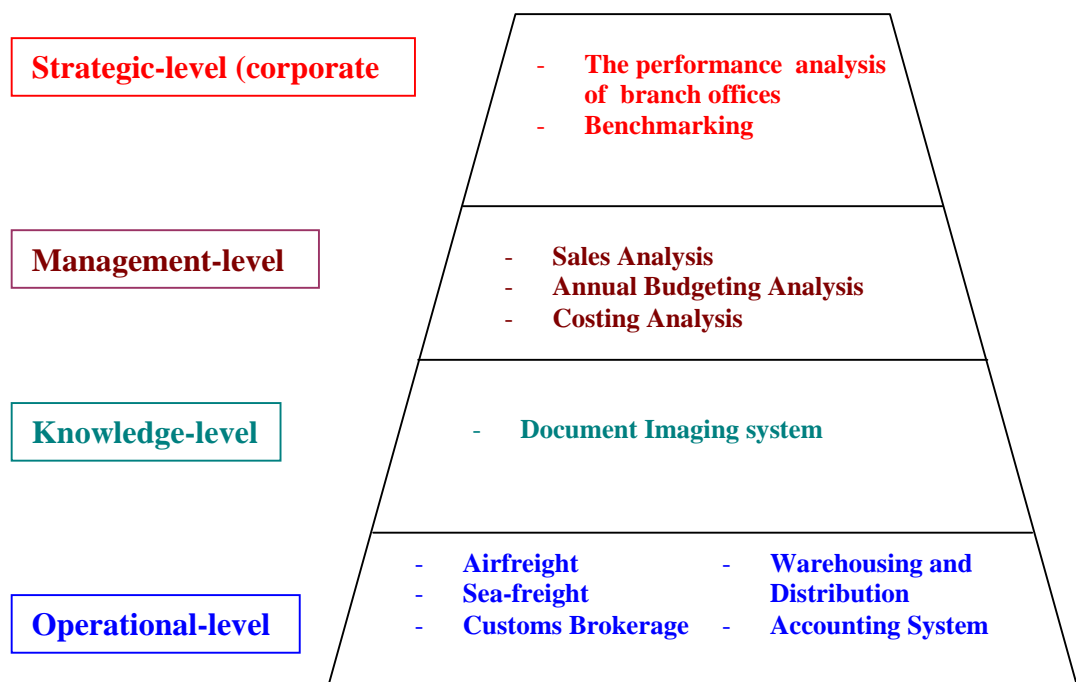 Strategic-level (corporate
- The performance analysis
of branch offices
- Benchmarking
Management-level
- Sales Analysis
- Annual Budgeting Analysis
- Costing Analysis
Knowledge-level
- Document Imaging system
Operational-level
- Airfreight
- Sea-freight
- Customs Brokerage
- Warehousing and
Distribution
- Accounting System